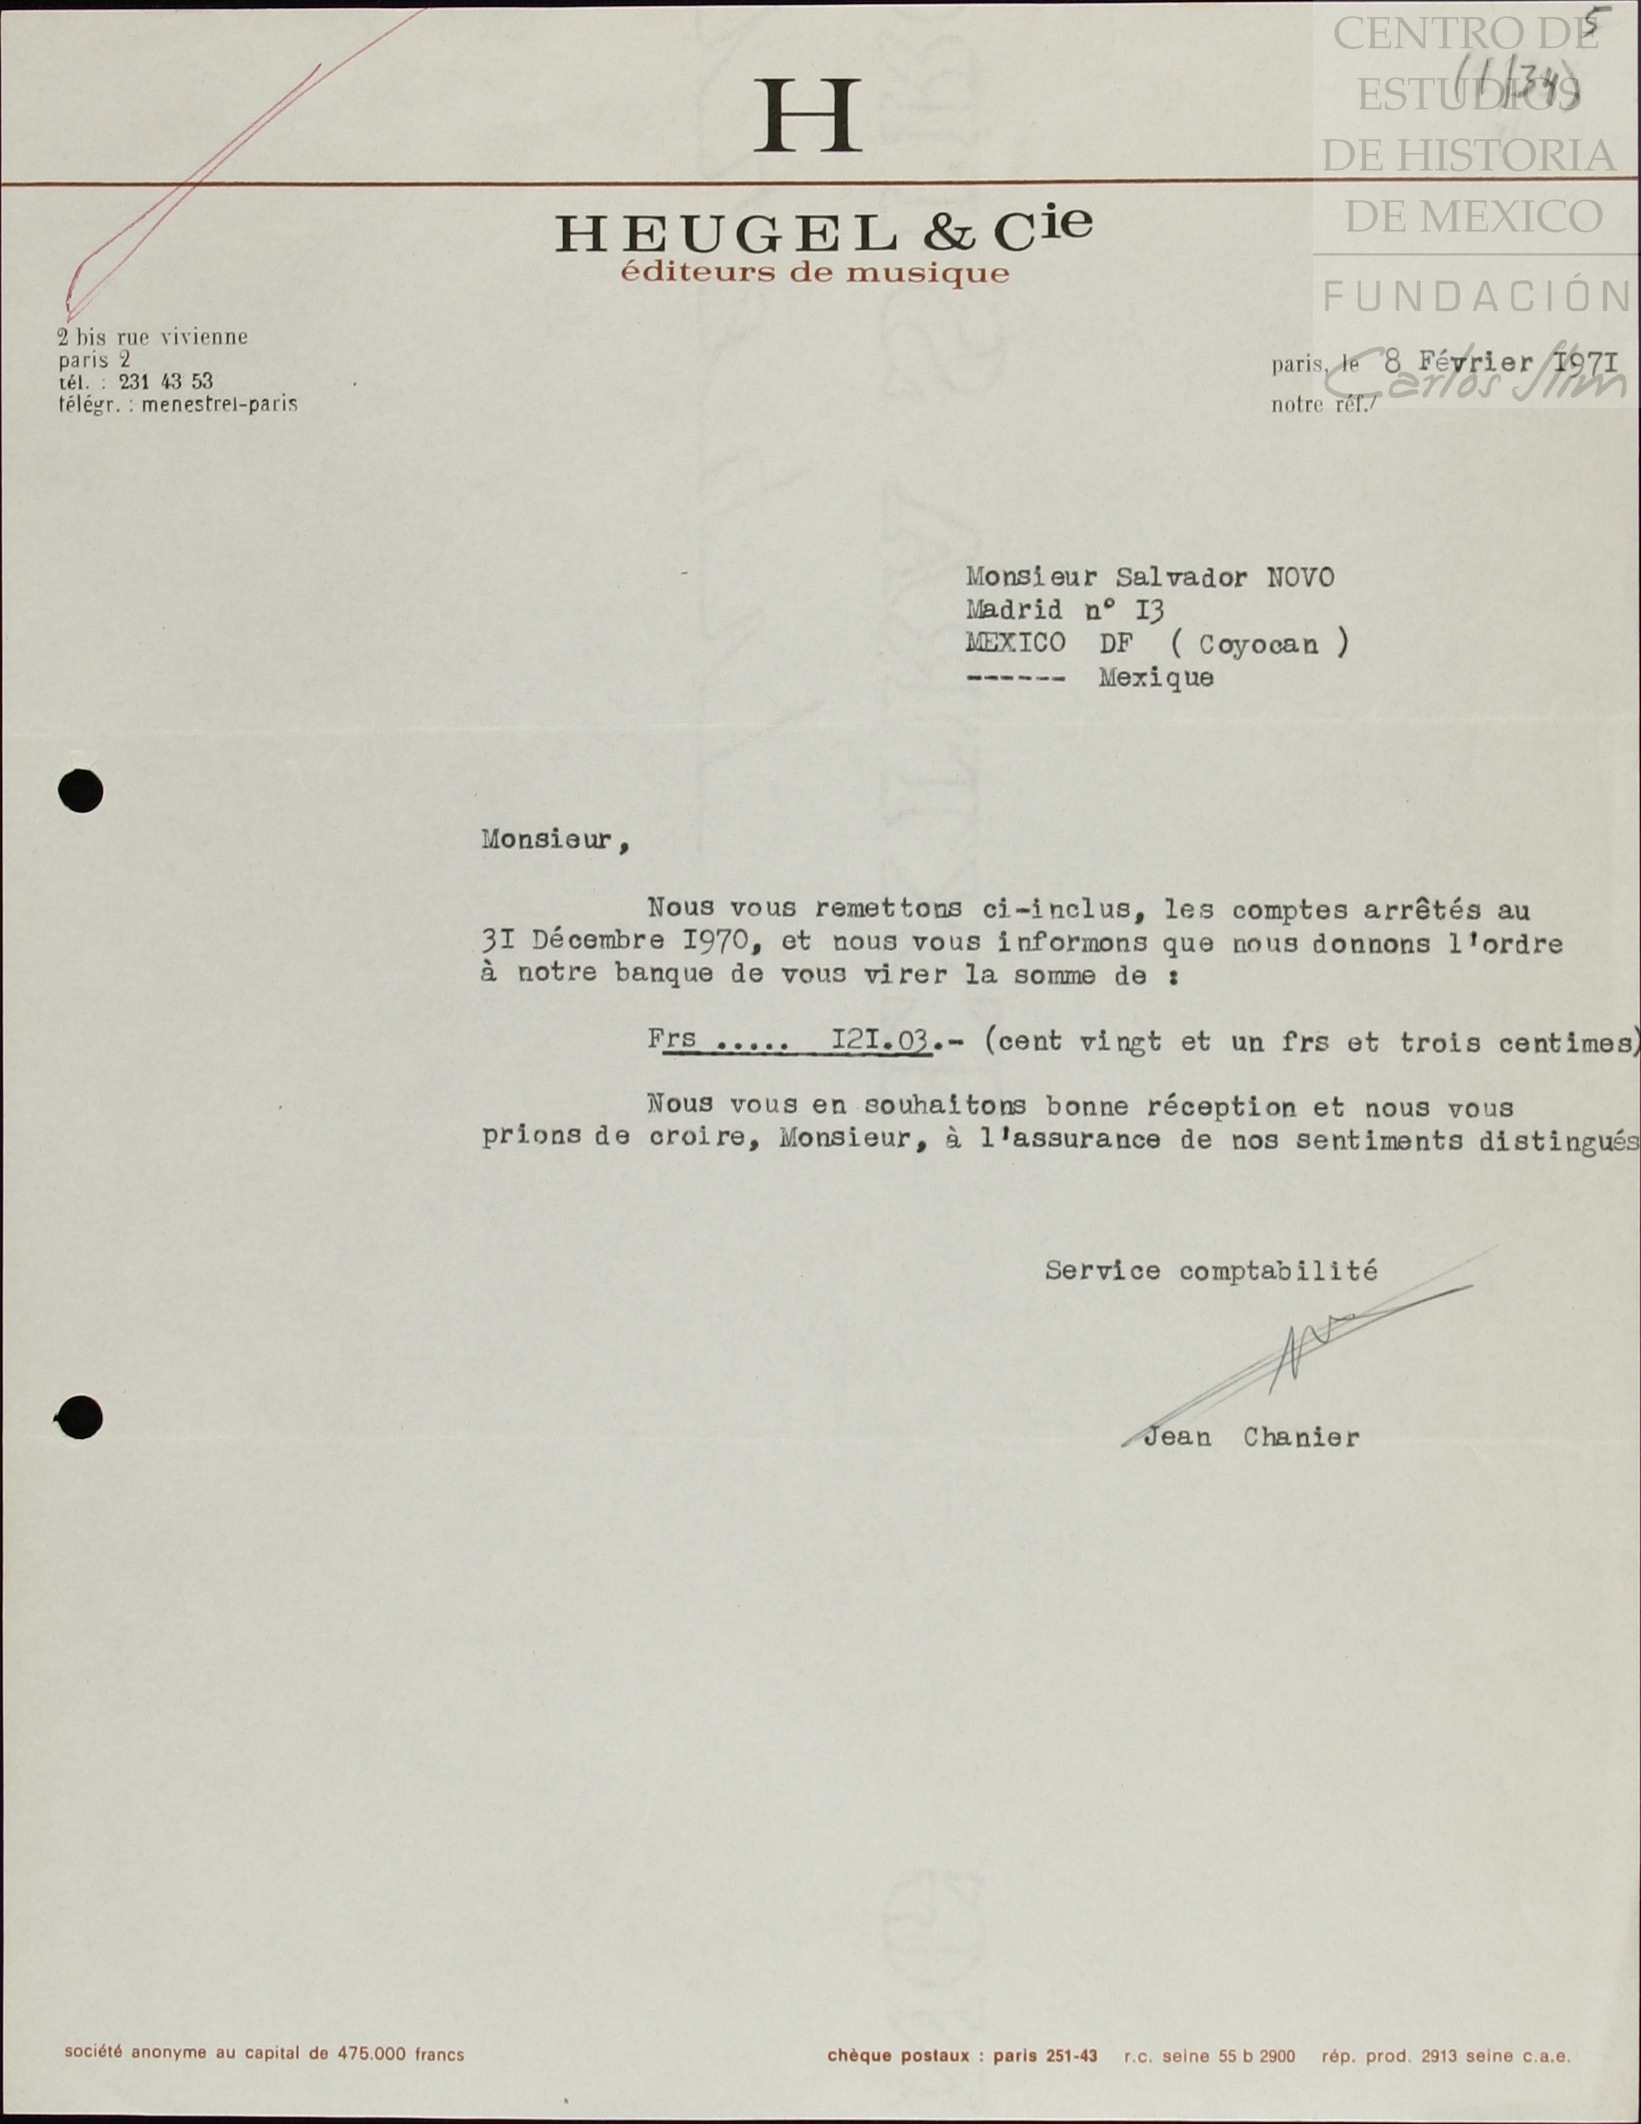 5
CENTRO DE
ESTUDIOS
DE HISTORIA
DE MEXICO
FUNDACIÓN
Carlos Slim
H
HEUGEL & Cie
éditeurs de musique
2 bis rue vivienne
paris 2
tél. : 231 43 53
télégr. : menestrel-paris
paris, le 8 Février I97I
notre réf./
Monsieur Salvador NOVO
Madrid n° I3
MEXICO DF ( Coyocan )
------ Mexique
Monsieur,
Nous vous remettons ci-inclus, les comptes arrêtés au
3I Décembre I970, et nous vous informons que nous donnons l'ordre
à notre banque de vous virer la somme de :
Frs ..... I2I.03.- (cent vingt et un frs et trois centimes)
Nous vous en souhaitons bonne réception et nous vous
prions de croire, Monsieur, à l'assurance de nos sentiments distingués
Service comptabilité
Jean Chanier
société anonyme au capital de 475.000 francs
chèque postaux : paris 251-43 r.c. seine 55 b 2900 rép. prod. 2913 seine c.a.e.